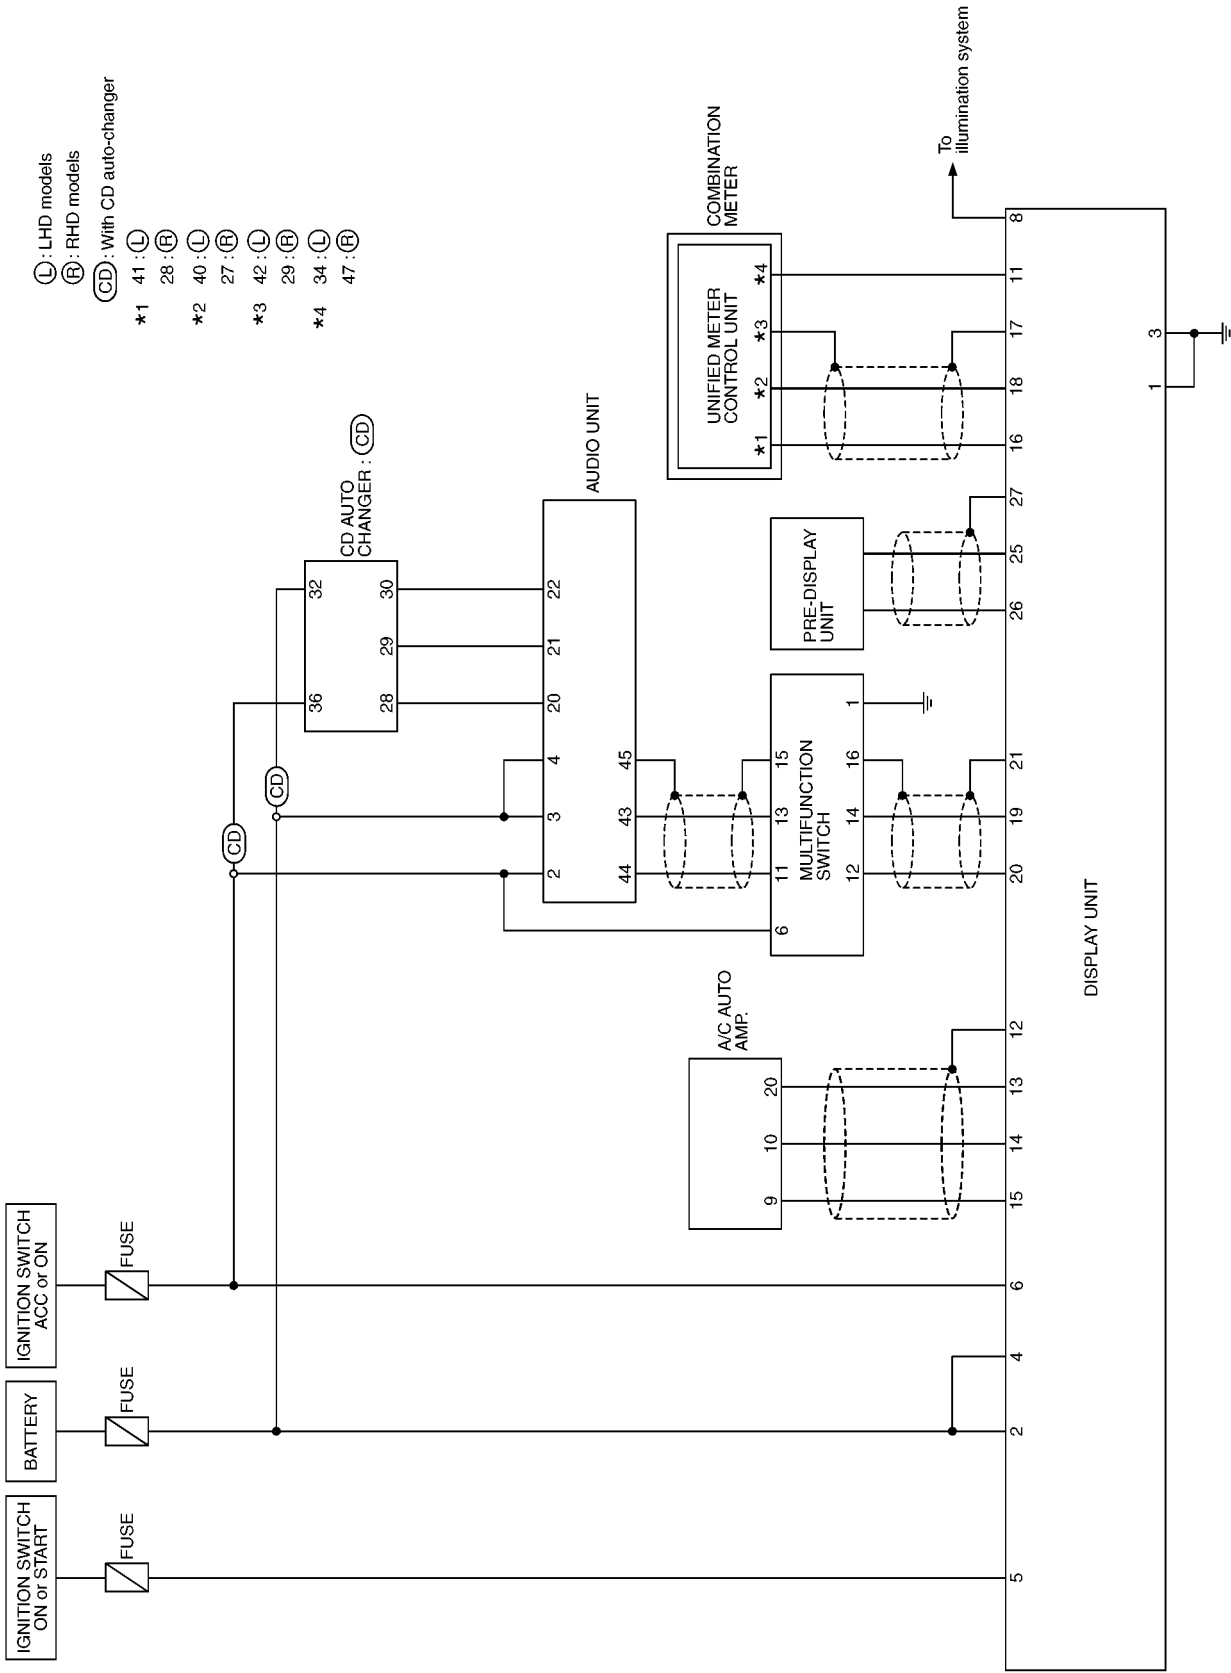 IGNITION SWITCH
ON or START
BATTERY
IGNITION SWITCH
ACC or ON
FUSE
FUSE
FUSE
L : LHD models
R : RHD models
CD : With CD auto-changer
*1 41 : L
28 : R
*2 40 : L
27 : R
*3 42 : L
29 : R
*4 34 : L
47 : R
CD
CD
CD AUTO
CHANGER : CD
36 32
28 29 30
AUDIO UNIT
2 3 4 20 21 22
44 43 45
A/C AUTO
AMP.
9 10 20
6 11 13 15
MULTIFUNCTION
SWITCH
12 14 16 1
PRE-DISPLAY
UNIT
COMBINATION
METER
UNIFIED METER
CONTROL UNIT
*1 *2 *3 *4
To
illumination system
5 2 4 6 15 14 13 12 20 19 21 26 25 27 16 18 17 11 8
DISPLAY UNIT
1 3